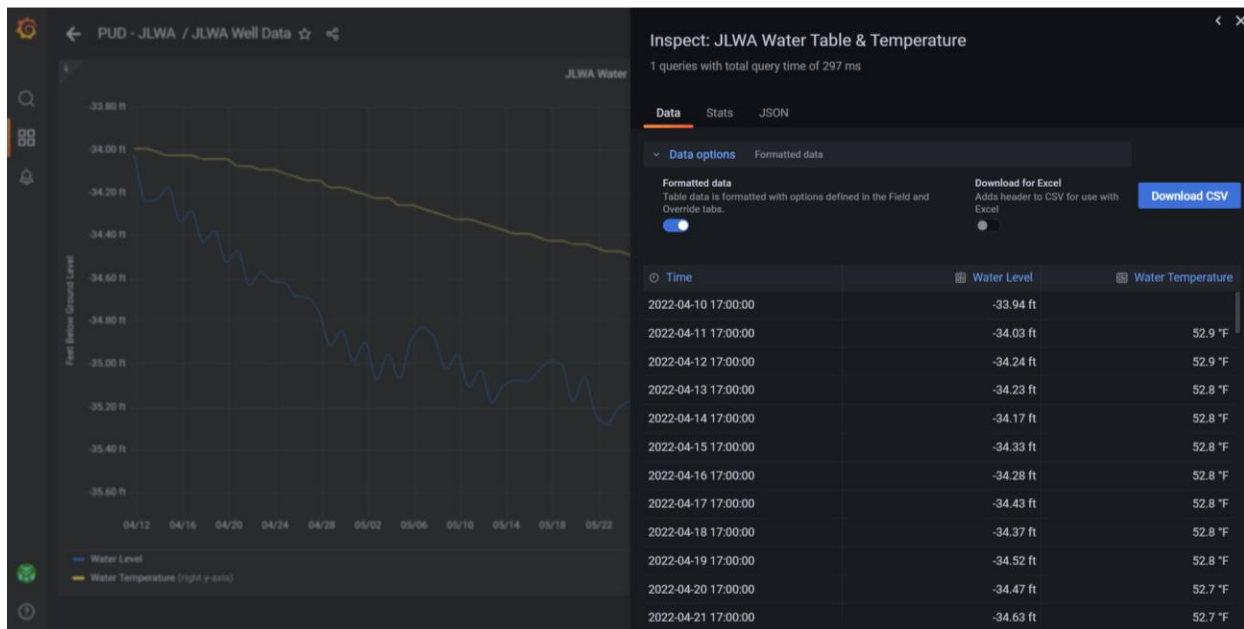 PUD - JLWA / JLWA Well Data
JLWA Water
-33.80 ft
-34.00 ft
-34.20 ft
-34.40 ft
-34.60 ft
-34.80 ft
-35.00 ft
-35.20 ft
-35.40 ft
-35.60 ft
Feet Below Ground Level
04/12 04/16 04/20 04/24 04/28 05/02 05/06 05/10 05/14 05/18 05/22
Water Level
Water Temperature (right y-axis)
Inspect: JLWA Water Table & Temperature
1 queries with total query time of 297 ms
Data Stats JSON
Data options Formatted data
Formatted data
Table data is formatted with options defined in the Field and
Override tabs.
Download for Excel
Adds header to CSV for use with
Excel
Download CSV
Time Water Level Water Temperature
2022-04-10 17:00:00 -33.94 ft
2022-04-11 17:00:00 -34.03 ft 52.9 °F
2022-04-12 17:00:00 -34.24 ft 52.9 °F
2022-04-13 17:00:00 -34.23 ft 52.8 °F
2022-04-14 17:00:00 -34.17 ft 52.8 °F
2022-04-15 17:00:00 -34.33 ft 52.8 °F
2022-04-16 17:00:00 -34.28 ft 52.8 °F
2022-04-17 17:00:00 -34.43 ft 52.8 °F
2022-04-18 17:00:00 -34.37 ft 52.8 °F
2022-04-19 17:00:00 -34.52 ft 52.8 °F
2022-04-20 17:00:00 -34.47 ft 52.7 °F
2022-04-21 17:00:00 -34.63 ft 52.7 °F